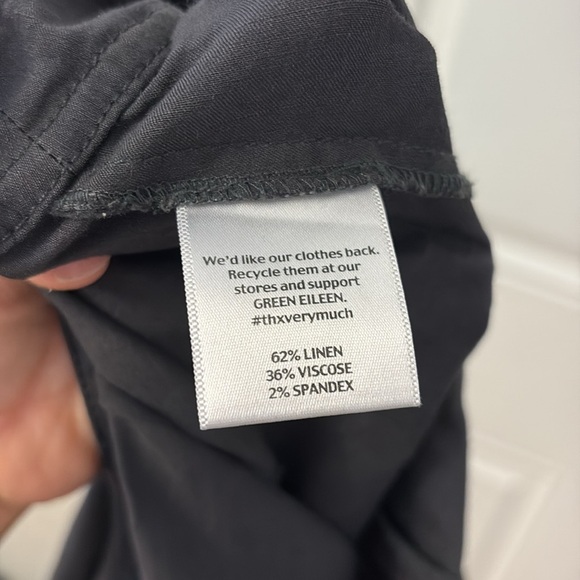 We'd like our clothes back.
Recycle them at our
stores and support
GREEN EILEEN.
#thxverymuch
62% LINEN
36% VISCOSE
2% SPANDEX